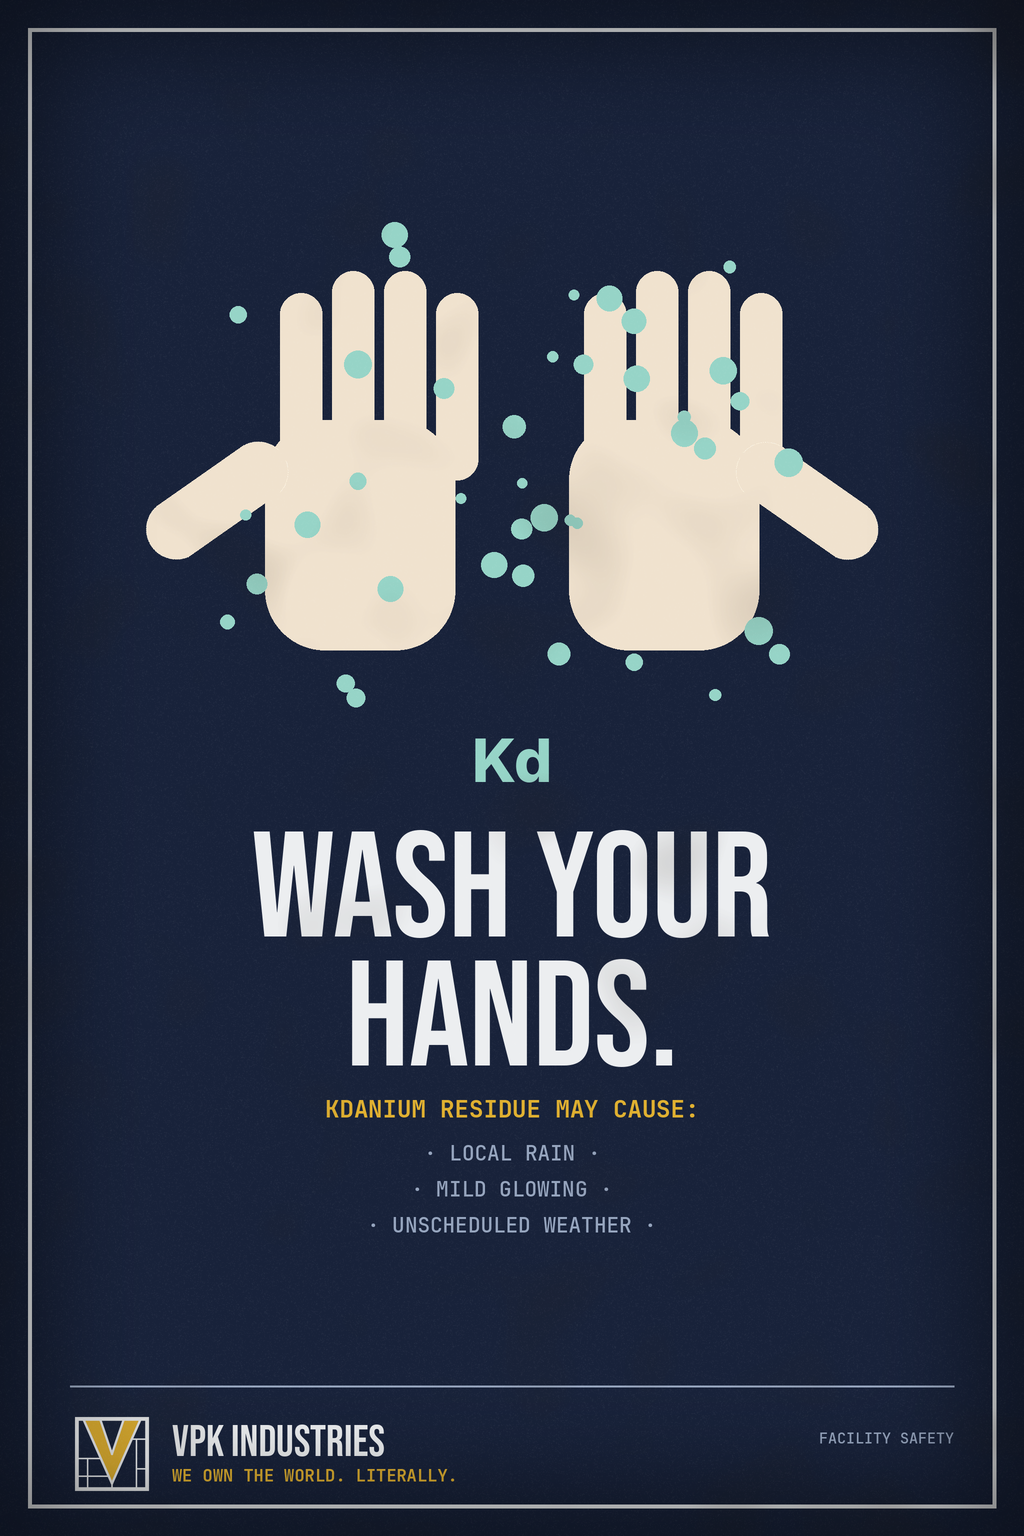 Kd
WASH YOUR
HANDS.
KDANIUM RESIDUE MAY CAUSE:
· LOCAL RAIN ·
· MILD GLOWING ·
· UNSCHEDULED WEATHER ·
V
VPK INDUSTRIES
WE OWN THE WORLD. LITERALLY.
FACILITY SAFETY